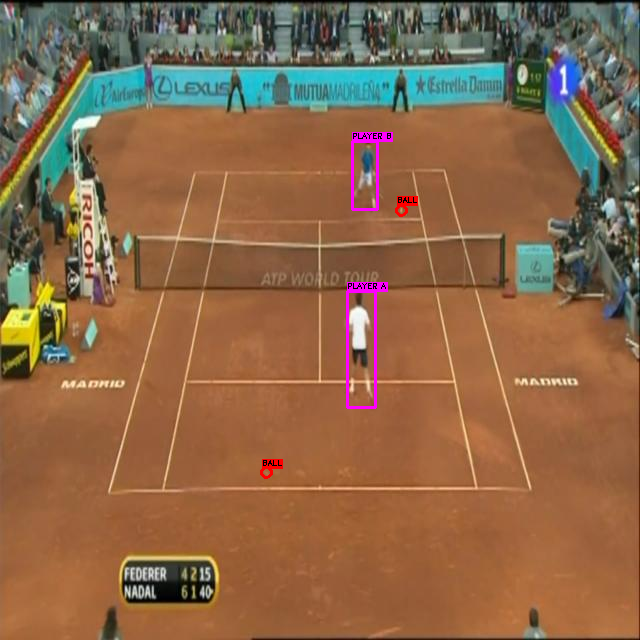 AirEuropa
LEXUS
"MUTUAMADRILEÑA"
Estrella Damm
1
PLAYER B
BALL
RICOH
LEXUS
ATP WORLD TOUR
PLAYER A
MADRID
MADRID
BALL
FEDERER 4 2 15
NADAL 6 1 40